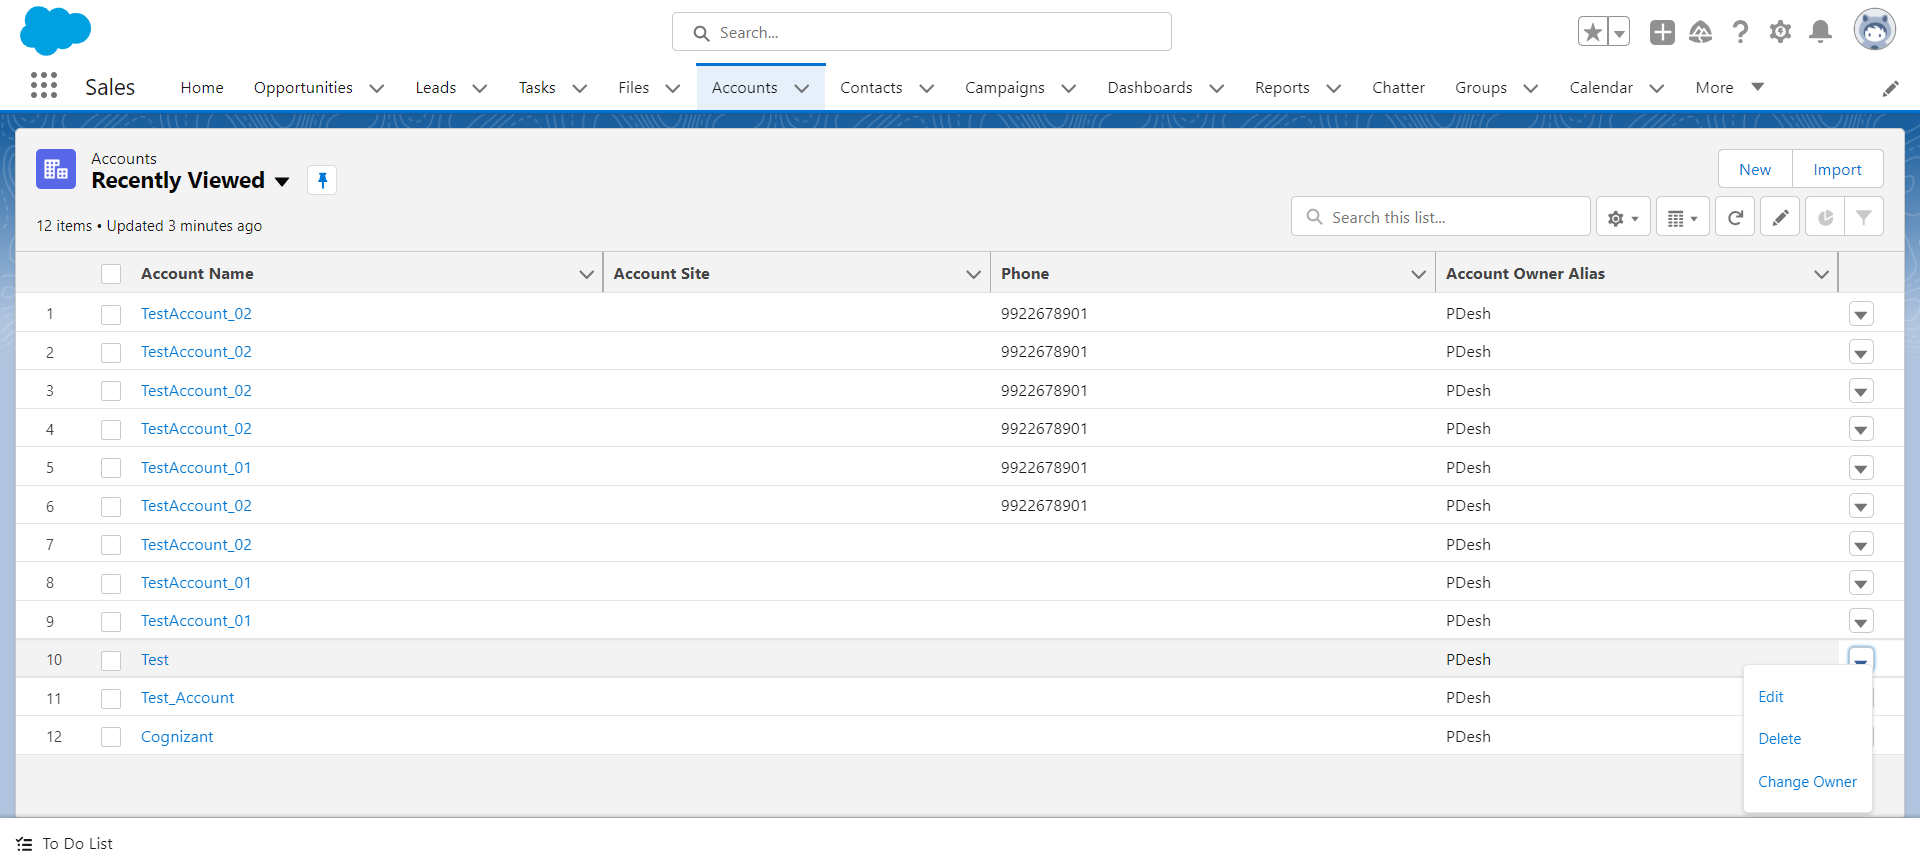 Search...
Sales Home Opportunities Leads Tasks Files Accounts Contacts Campaigns Dashboards Reports Chatter Groups Calendar More
Accounts
Recently Viewed
New Import
12 items • Updated 3 minutes ago
Search this list...
Account Name Account Site Phone Account Owner Alias
1 TestAccount_02 9922678901 PDesh
2 TestAccount_02 9922678901 PDesh
3 TestAccount_02 9922678901 PDesh
4 TestAccount_02 9922678901 PDesh
5 TestAccount_01 9922678901 PDesh
6 TestAccount_02 9922678901 PDesh
7 TestAccount_02 PDesh
8 TestAccount_01 PDesh
9 TestAccount_01 PDesh
10 Test PDesh
11 Test_Account PDesh
12 Cognizant PDesh
Edit
Delete
Change Owner
To Do List